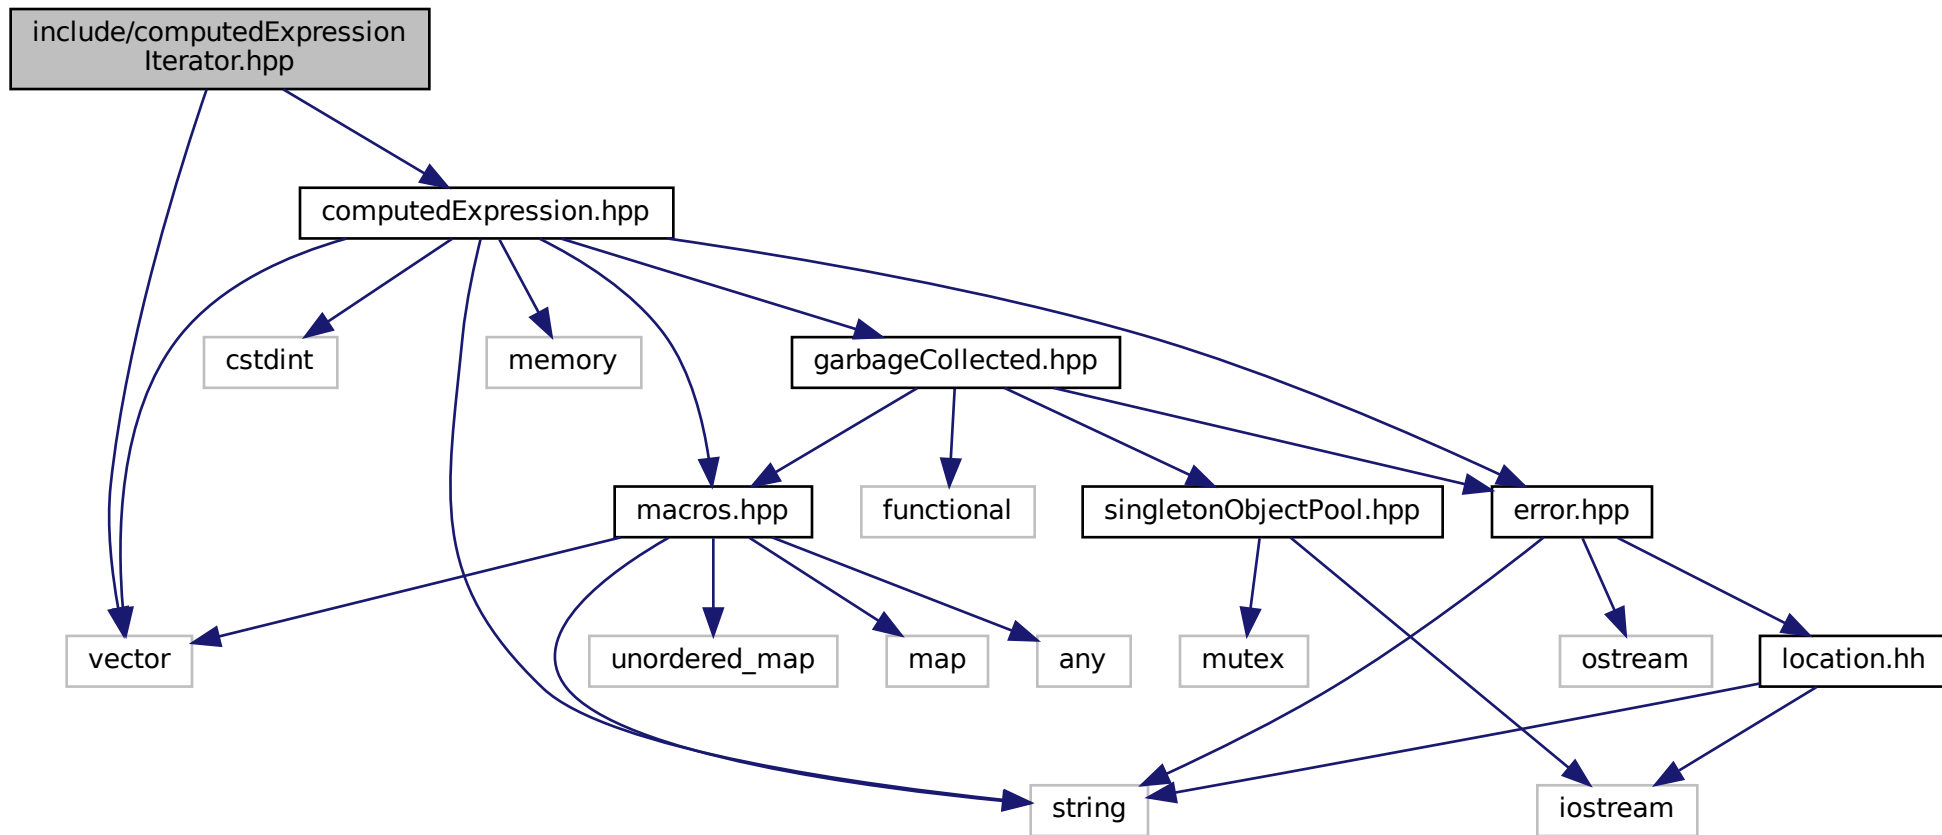 include/computedExpression
Iterator.hpp
computedExpression.hpp
cstdint
memory
garbageCollected.hpp
macros.hpp
functional
singletonObjectPool.hpp
error.hpp
vector
unordered_map
map
any
mutex
ostream
location.hh
string
iostream